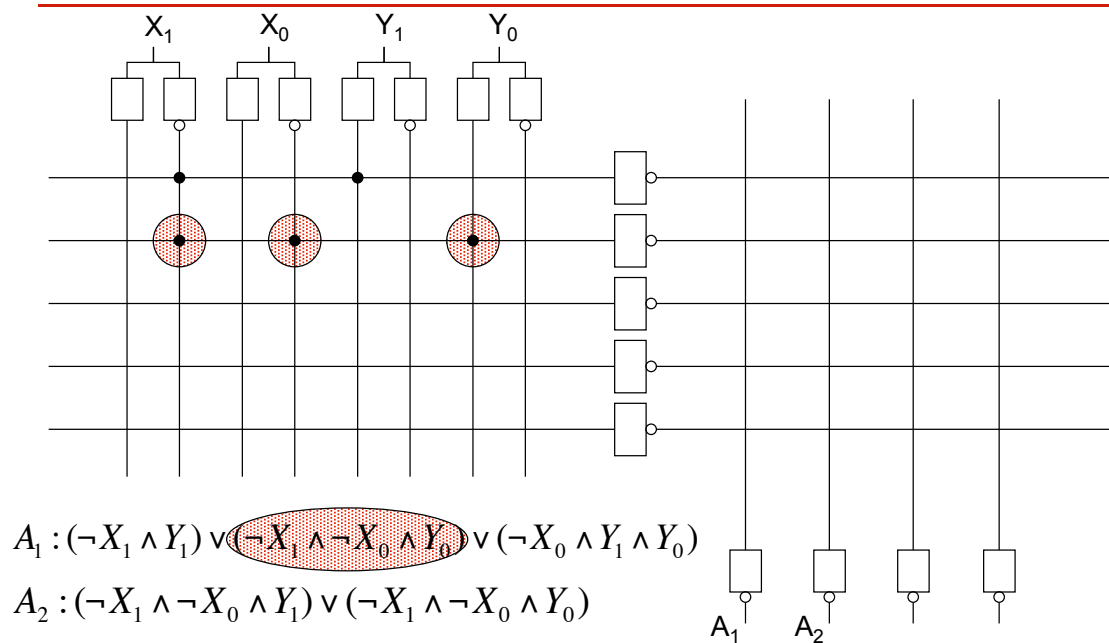 X₁ X₀ Y₁ Y₀
A₁ : (¬X₁ ∧ Y₁) ∨ (¬X₁ ∧ ¬X₀ ∧ Y₀) ∨ (¬X₀ ∧ Y₁ ∧ Y₀)
A₂ : (¬X₁ ∧ ¬X₀ ∧ Y₁) ∨ (¬X₁ ∧ ¬X₀ ∧ Y₀)
A₁ A₂